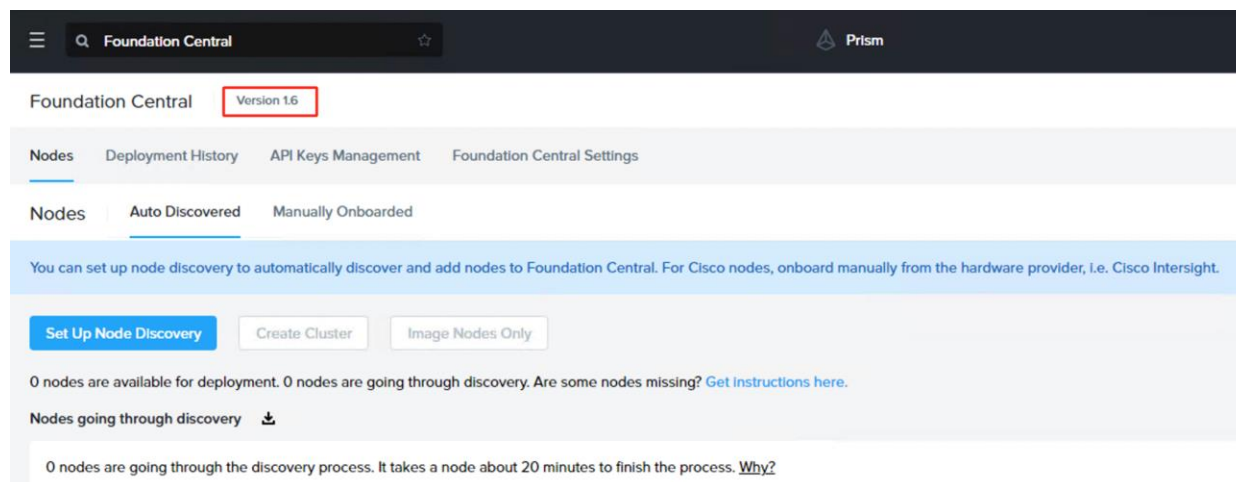 Foundation Central
Prism
Foundation Central Version 1.6
Nodes Deployment History API Keys Management Foundation Central Settings
Nodes Auto Discovered Manually Onboarded
You can set up node discovery to automatically discover and add nodes to Foundation Central. For Cisco nodes, onboard manually from the hardware provider, i.e. Cisco Intersight.
Set Up Node Discovery Create Cluster Image Nodes Only
0 nodes are available for deployment. 0 nodes are going through discovery. Are some nodes missing? Get instructions here.
Nodes going through discovery
0 nodes are going through the discovery process. It takes a node about 20 minutes to finish the process. Why?